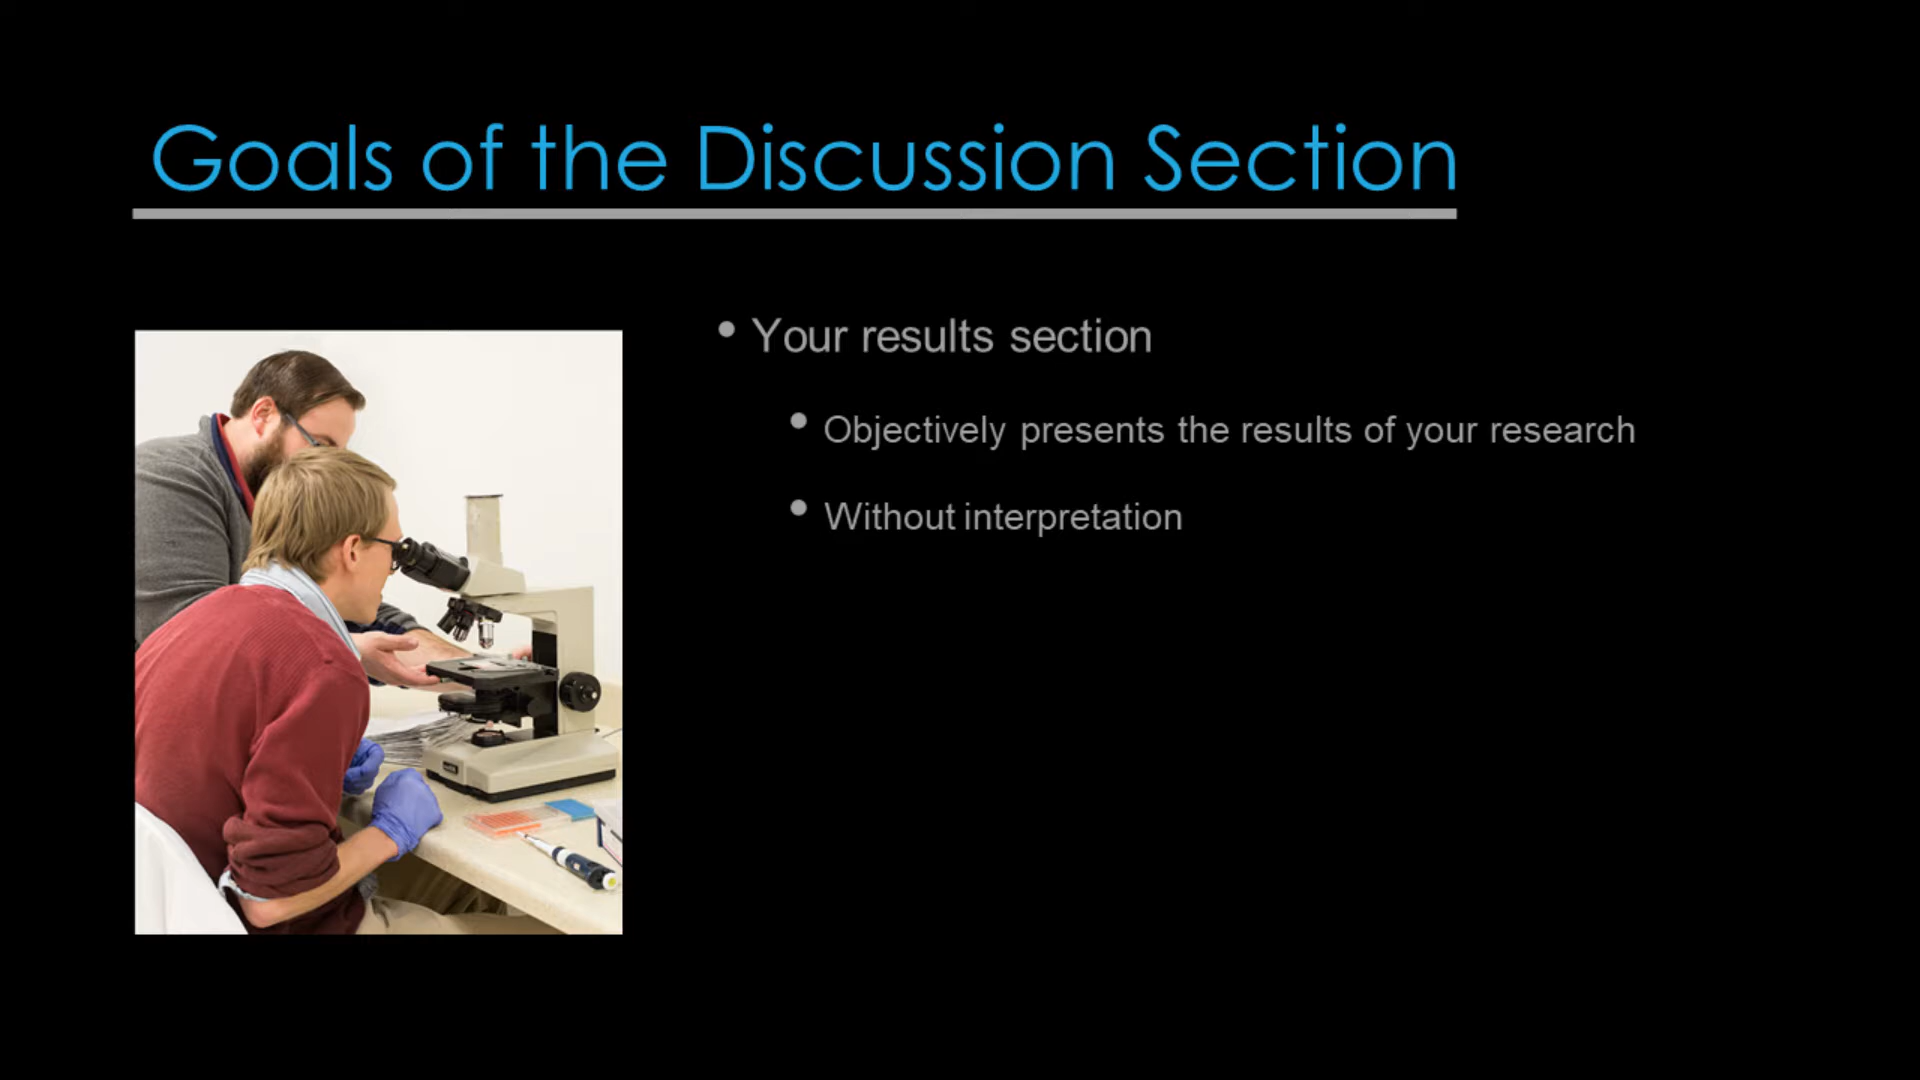 Goals of the Discussion Section
• Your results section
• Objectively presents the results of your research
• Without interpretation